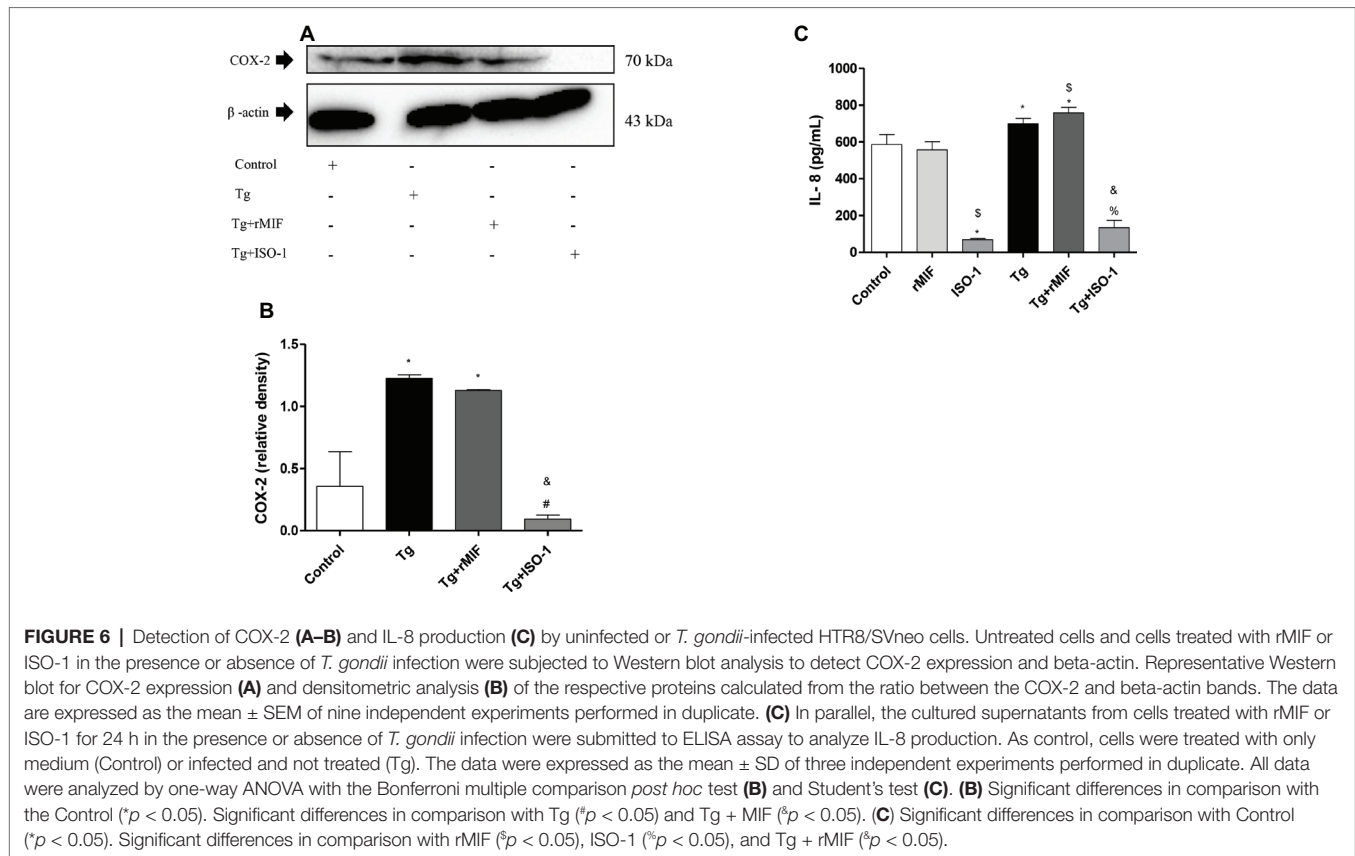 A
COX-2
70 kDa
β -actin
43 kDa
Control + - - -
Tg - + - -
Tg+rMIF - - + -
Tg+ISO-1 - - - +
B
COX-2 (relative density)
1.5
1.0
0.5
0.0
*
*
&
#
Control
Tg
Tg+rMIF
Tg+ISO-1
C
IL- 8 (pg/mL)
1000
800
600
400
200
0
$
*
*
$
*
&
%
Control
rMIF
ISO-1
Tg
Tg+rMIF
Tg+ISO-1
FIGURE 6 | Detection of COX-2 (A–B) and IL-8 production (C) by uninfected or T. gondii-infected HTR8/SVneo cells. Untreated cells and cells treated with rMIF or
ISO-1 in the presence or absence of T. gondii infection were subjected to Western blot analysis to detect COX-2 expression and beta-actin. Representative Western
blot for COX-2 expression (A) and densitometric analysis (B) of the respective proteins calculated from the ratio between the COX-2 and beta-actin bands. The data
are expressed as the mean ± SEM of nine independent experiments performed in duplicate. (C) In parallel, the cultured supernatants from cells treated with rMIF or
ISO-1 for 24 h in the presence or absence of T. gondii infection were submitted to ELISA assay to analyze IL-8 production. As control, cells were treated with only
medium (Control) or infected and not treated (Tg). The data were expressed as the mean ± SD of three independent experiments performed in duplicate. All data
were analyzed by one-way ANOVA with the Bonferroni multiple comparison post hoc test (B) and Student's test (C). (B) Significant differences in comparison with
the Control (*p < 0.05). Significant differences in comparison with Tg (#p < 0.05) and Tg + MIF (&p < 0.05). (C) Significant differences in comparison with Control
(*p < 0.05). Significant differences in comparison with rMIF ($p < 0.05), ISO-1 (%p < 0.05), and Tg + rMIF (&p < 0.05).